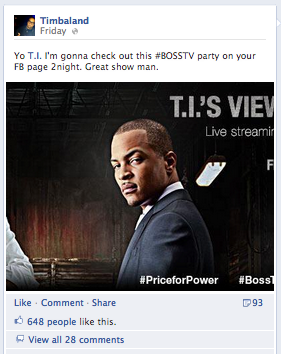 Timbaland
Friday
Yo T.I. I'm gonna check out this #BOSSTV party on your
FB page 2night. Great show man.
T.I.'S VIEW
Live streamin
F
#PriceforPower #BossT
Like · Comment · Share 93
648 people like this.
View all 28 comments